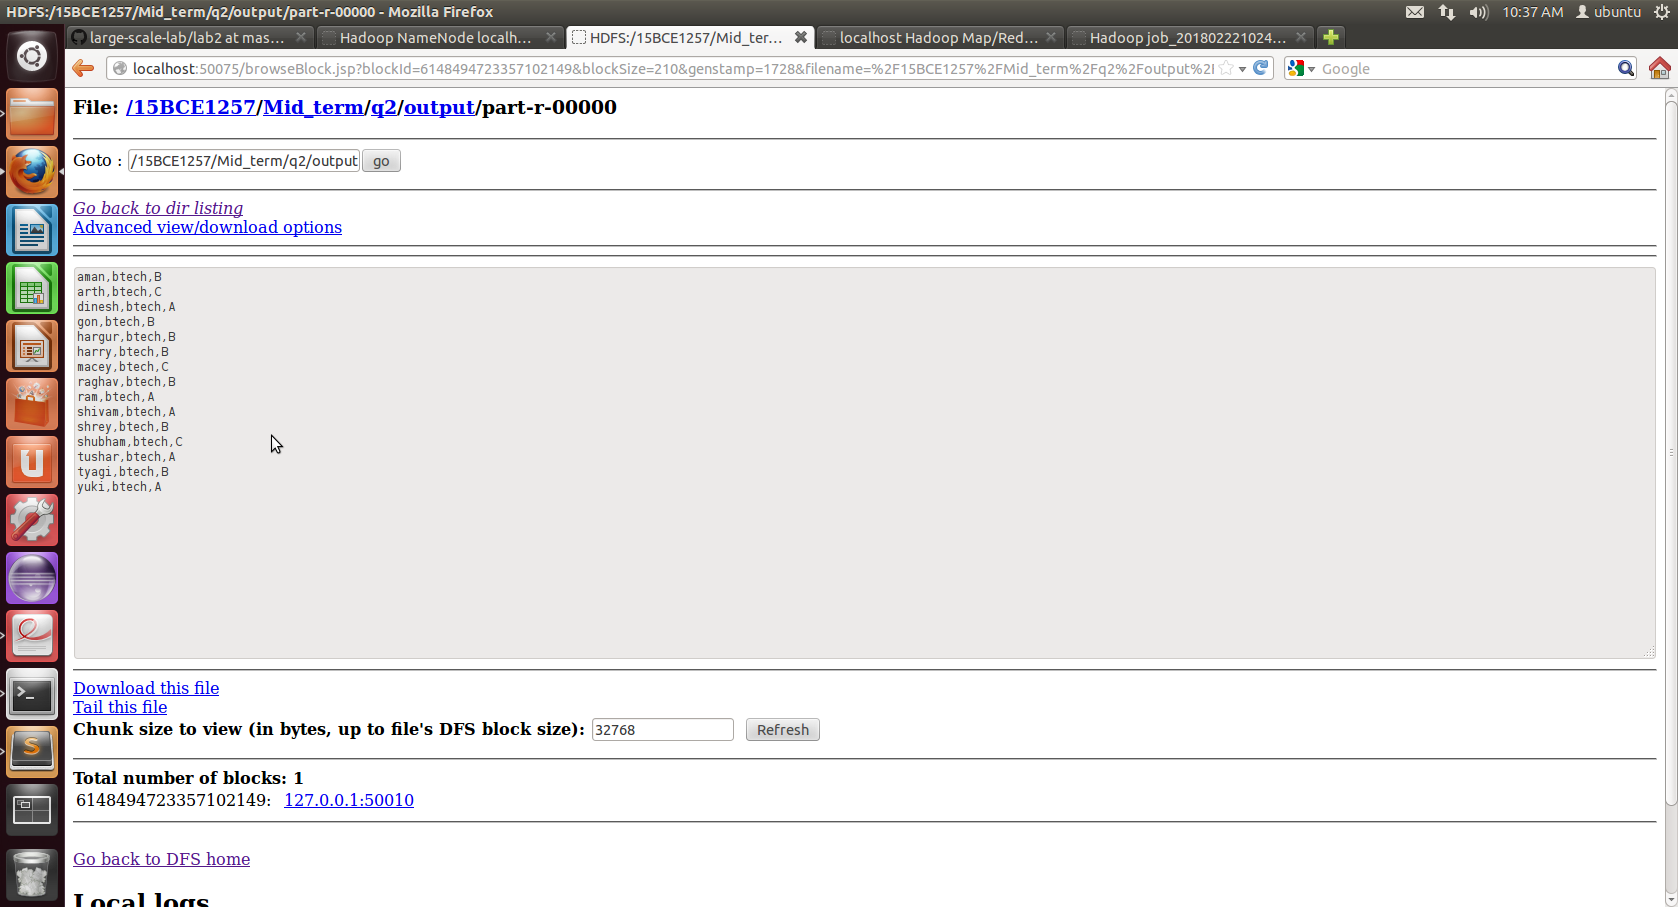 HDFS:/15BCE1257/Mid_term/q2/output/part-r-00000 - Mozilla Firefox
10:37 AM ubuntu
large-scale-lab/lab2 at mas...
Hadoop NameNode localh...
HDFS:/15BCE1257/Mid_ter...
localhost Hadoop Map/Red...
Hadoop job_201802221024...
localhost:50075/browseBlock.jsp?blockId=6148494723357102149&blockSize=210&genstamp=1728&filename=%2F15BCE1257%2FMid_term%2Fq2%2Foutput%2
Google
File: /15BCE1257/Mid_term/q2/output/part-r-00000
Goto : /15BCE1257/Mid_term/q2/output go
Go back to dir listing
Advanced view/download options
aman,btech,B
arth,btech,C
dinesh,btech,A
gon,btech,B
hargur,btech,B
harry,btech,B
macey,btech,C
raghav,btech,B
ram,btech,A
shivam,btech,A
shrey,btech,B
shubham,btech,C
tushar,btech,A
tyagi,btech,B
yuki,btech,A
Download this file
Tail this file
Chunk size to view (in bytes, up to file's DFS block size): 32768 Refresh
Total number of blocks: 1
6148494723357102149: 127.0.0.1:50010
Go back to DFS home
Local logs